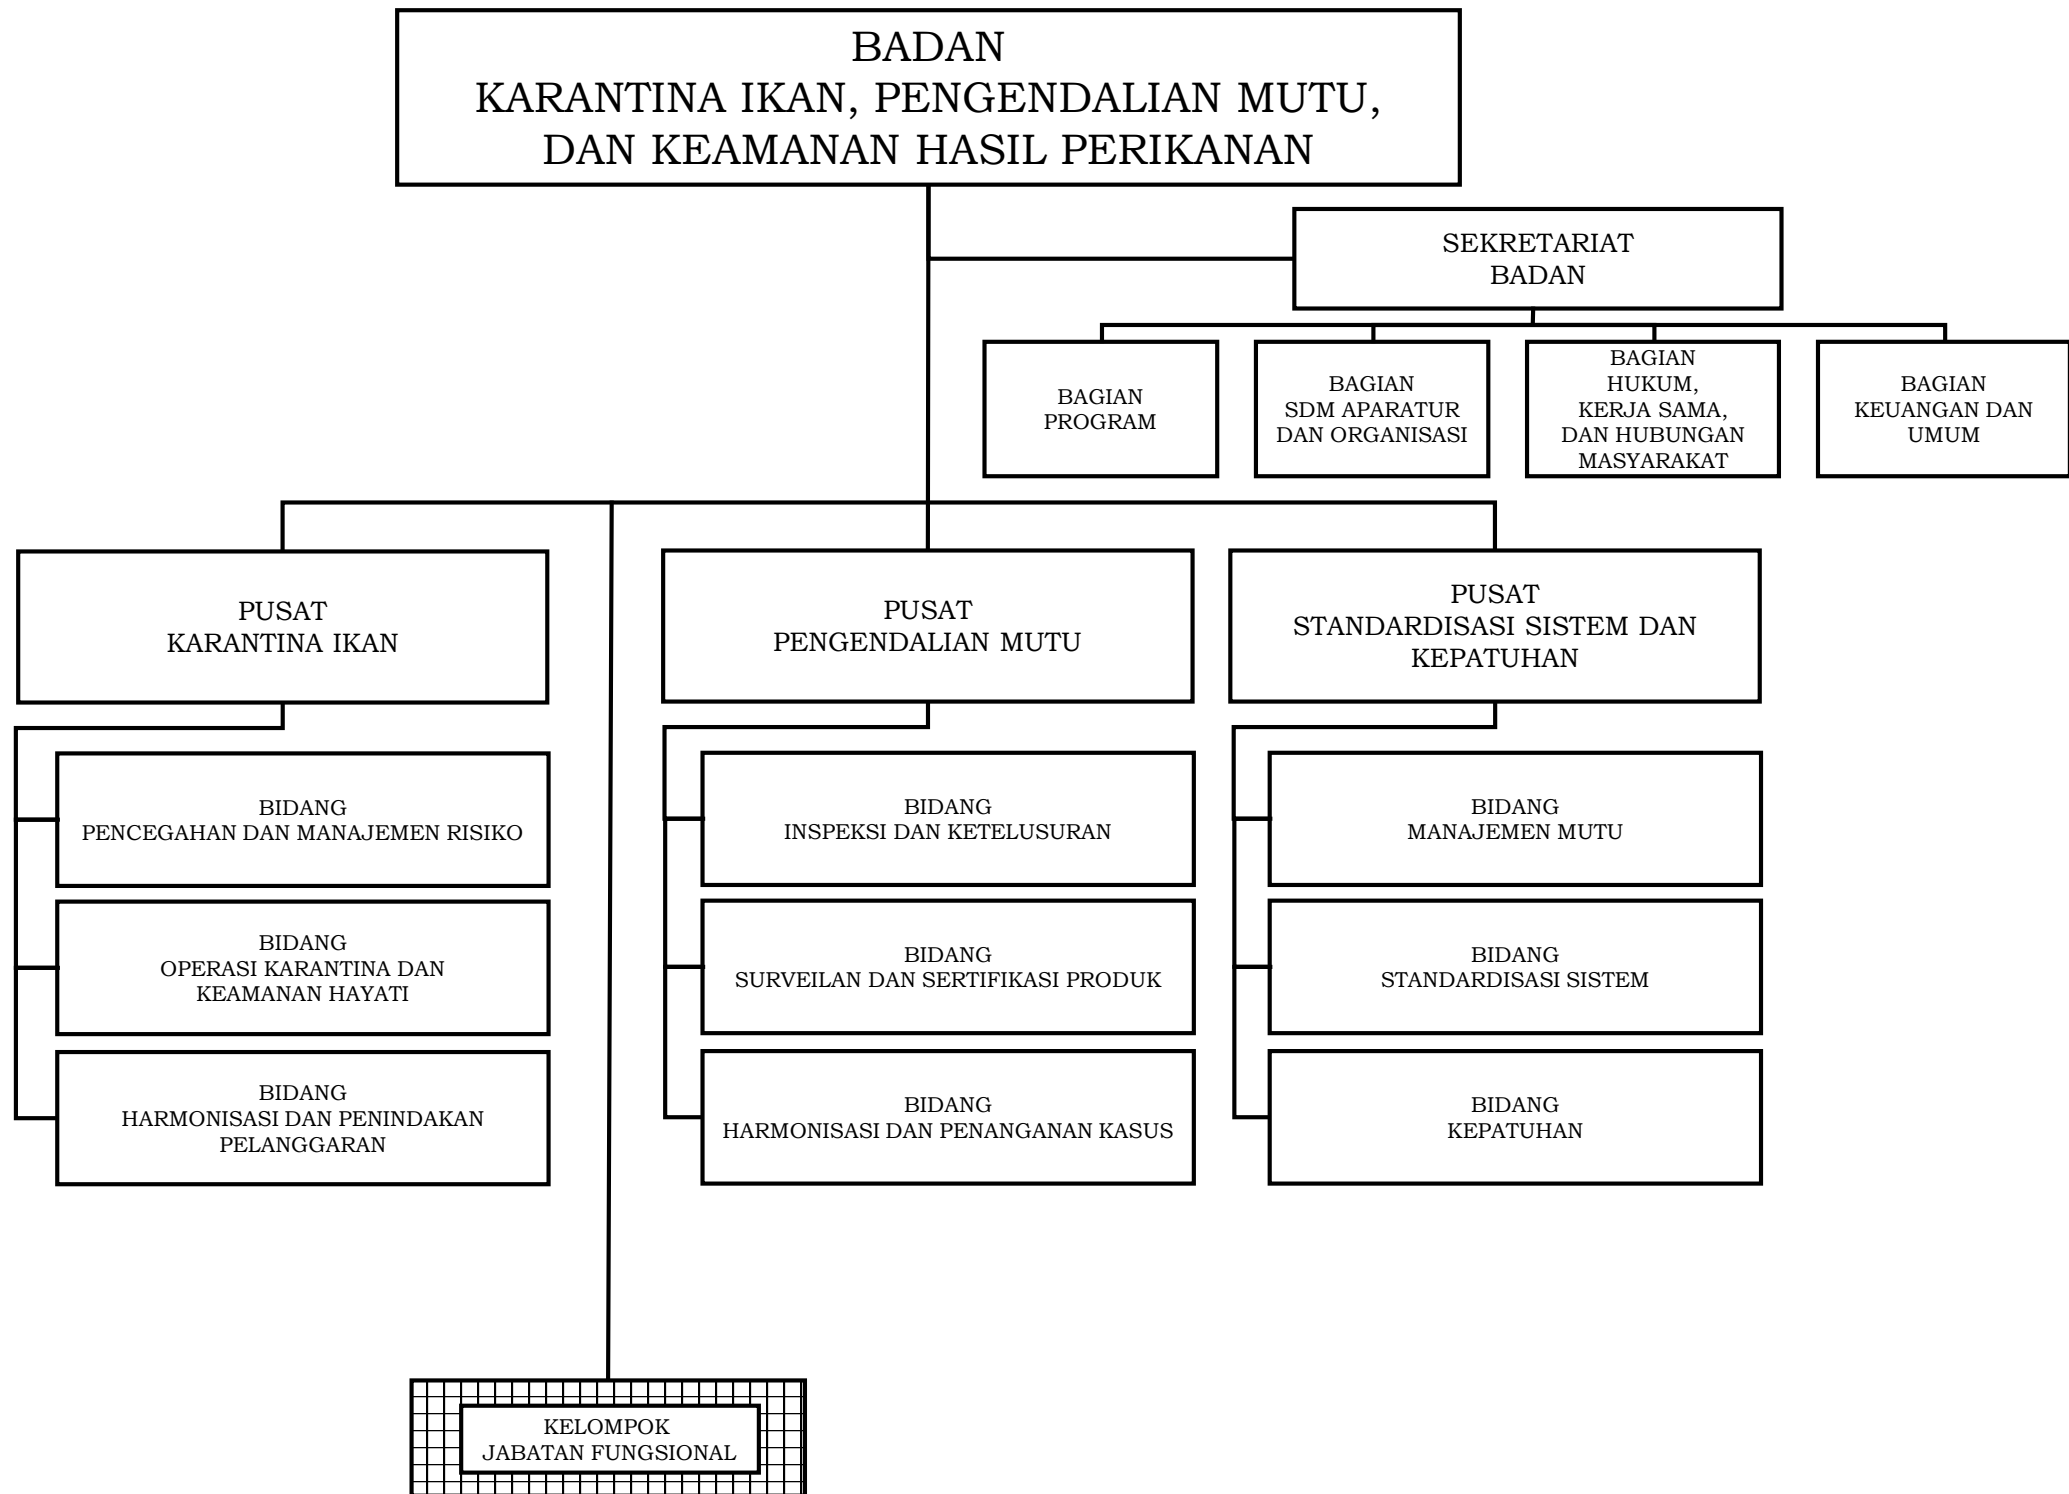 BADAN
KARANTINA IKAN, PENGENDALIAN MUTU,
DAN KEAMANAN HASIL PERIKANAN
SEKRETARIAT
BADAN
BAGIAN
PROGRAM
BAGIAN
SDM APARATUR
DAN ORGANISASI
BAGIAN
HUKUM,
KERJA SAMA,
DAN HUBUNGAN
MASYARAKAT
BAGIAN
KEUANGAN DAN
UMUM
PUSAT
KARANTINA IKAN
PUSAT
PENGENDALIAN MUTU
PUSAT
STANDARDISASI SISTEM DAN
KEPATUHAN
BIDANG
PENCEGAHAN DAN MANAJEMEN RISIKO
BIDANG
OPERASI KARANTINA DAN
KEAMANAN HAYATI
BIDANG
HARMONISASI DAN PENINDAKAN
PELANGGARAN
BIDANG
INSPEKSI DAN KETELUSURAN
BIDANG
SURVEILAN DAN SERTIFIKASI PRODUK
BIDANG
HARMONISASI DAN PENANGANAN KASUS
BIDANG
MANAJEMEN MUTU
BIDANG
STANDARDISASI SISTEM
BIDANG
KEPATUHAN
KELOMPOK
JABATAN FUNGSIONAL